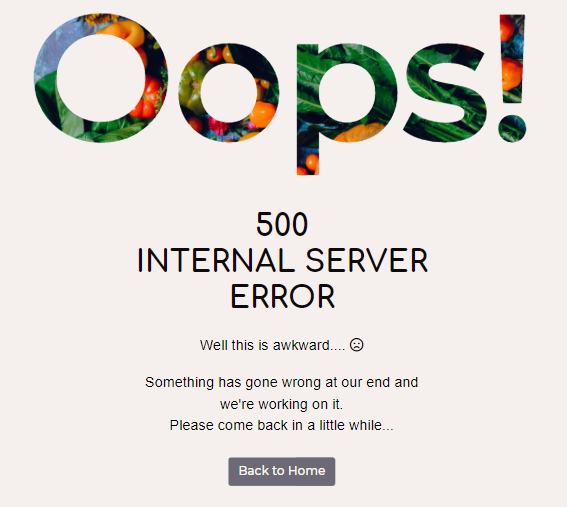 Oops!
500
INTERNAL SERVER
ERROR
Well this is awkward....
Something has gone wrong at our end and
we're working on it.
Please come back in a little while...
Back to Home